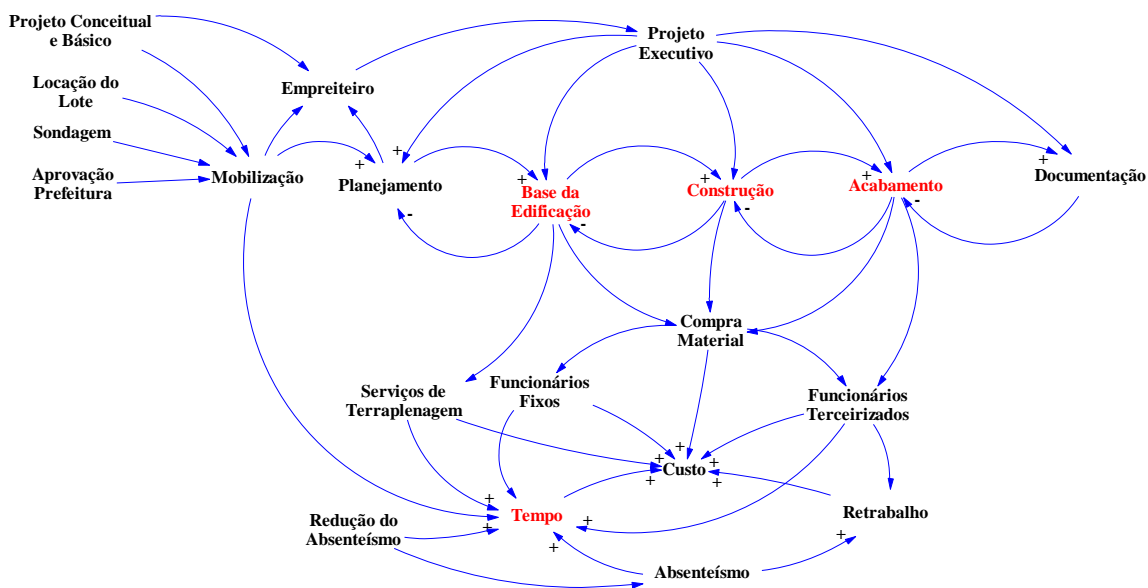 Projeto Conceitual
e Básico
Projeto
Executivo
Locação do
Lote
Empreiteiro
Sondagem
Aprovação
Prefeitura
Mobilização
+
Planejamento
+
+
Base da
Edificação
-
+
Construção
-
+
Acabamento
-
+
Documentação
-
Compra
Material
Serviços de
Terraplenagem
Funcionários
Fixos
Funcionários
Terceirizados
Custo
+
+
+
+
+
Tempo
+
+
+
+
Retrabalho
+
Redução do
Absenteísmo
Absenteísmo